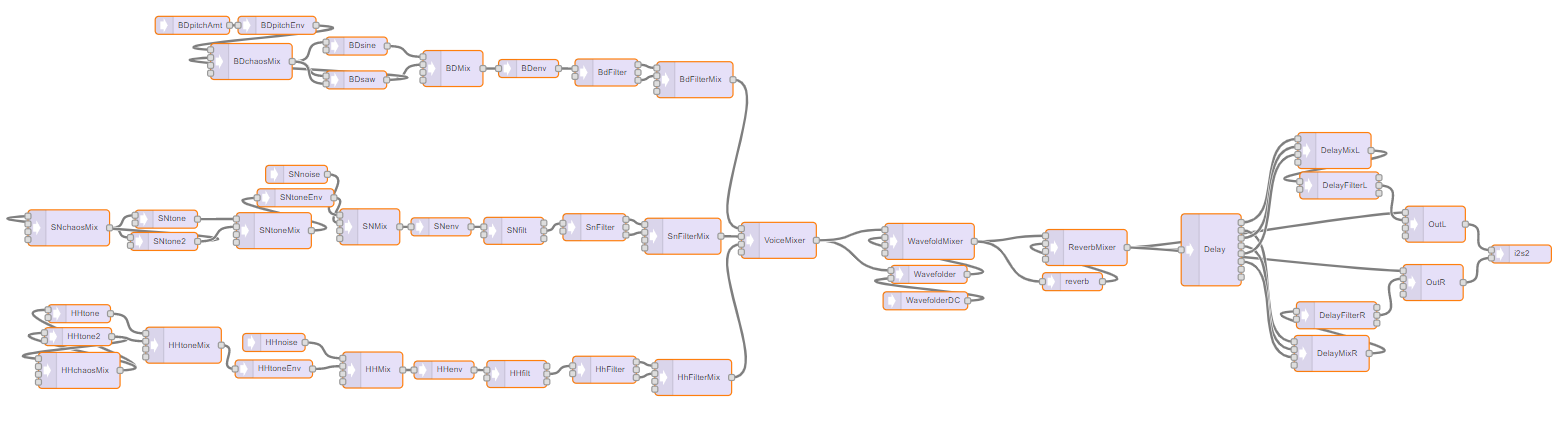 BDpitchAmt
BDpitchEnv
BDchaosMix
BDsine
BDsaw
BDMix
BDenv
BdFilter
BdFilterMix
SNnoise
SNtoneEnv
SNchaosMix
SNtone
SNtone2
SNtoneMix
SNMix
SNenv
SNfilt
SnFilter
SnFilterMix
HHtone
HHtone2
HHchaosMix
HHtoneMix
HHnoise
HHtoneEnv
HHMix
HHenv
HHfilt
HhFilter
HhFilterMix
VoiceMixer
WavefoldMixer
Wavefolder
WavefolderDC
ReverbMixer
reverb
Delay
DelayMixL
DelayFilterL
DelayFilterR
DelayMixR
OutL
OutR
i2s2